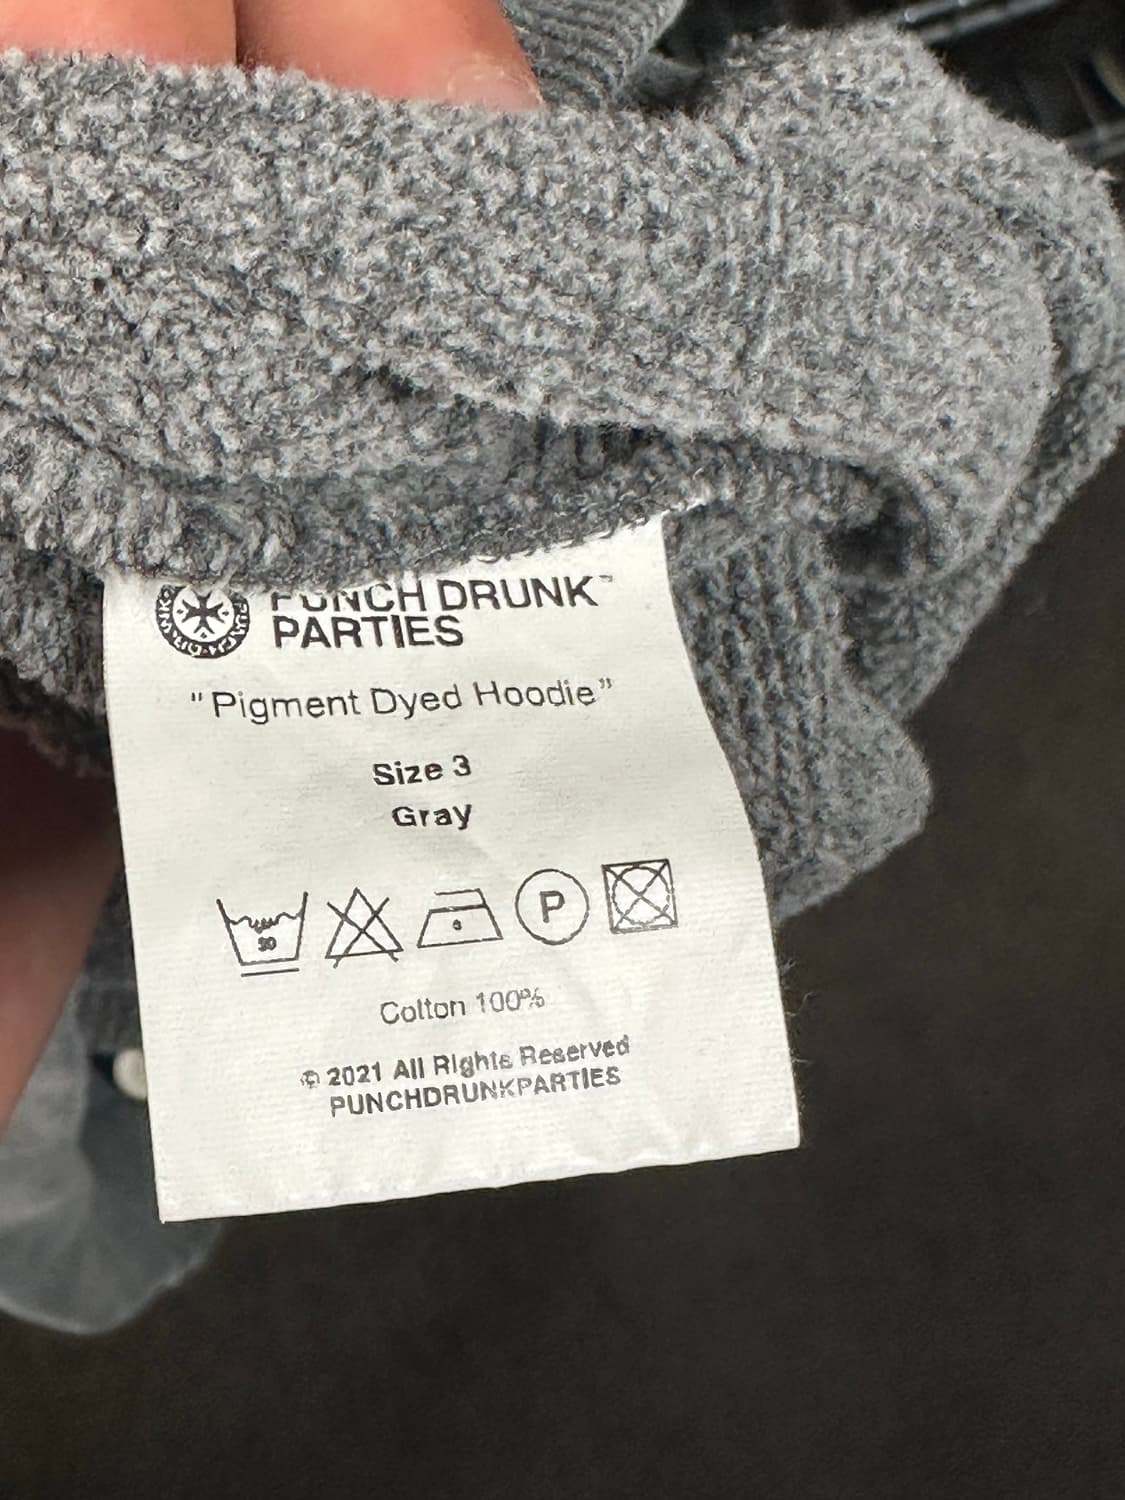 PUNCH DRUNK™
PARTIES
"Pigment Dyed Hoodie"
Size 3
Gray
30
P
Cotton 100%
© 2021 All Rights Reserved
PUNCHDRUNKPARTIES